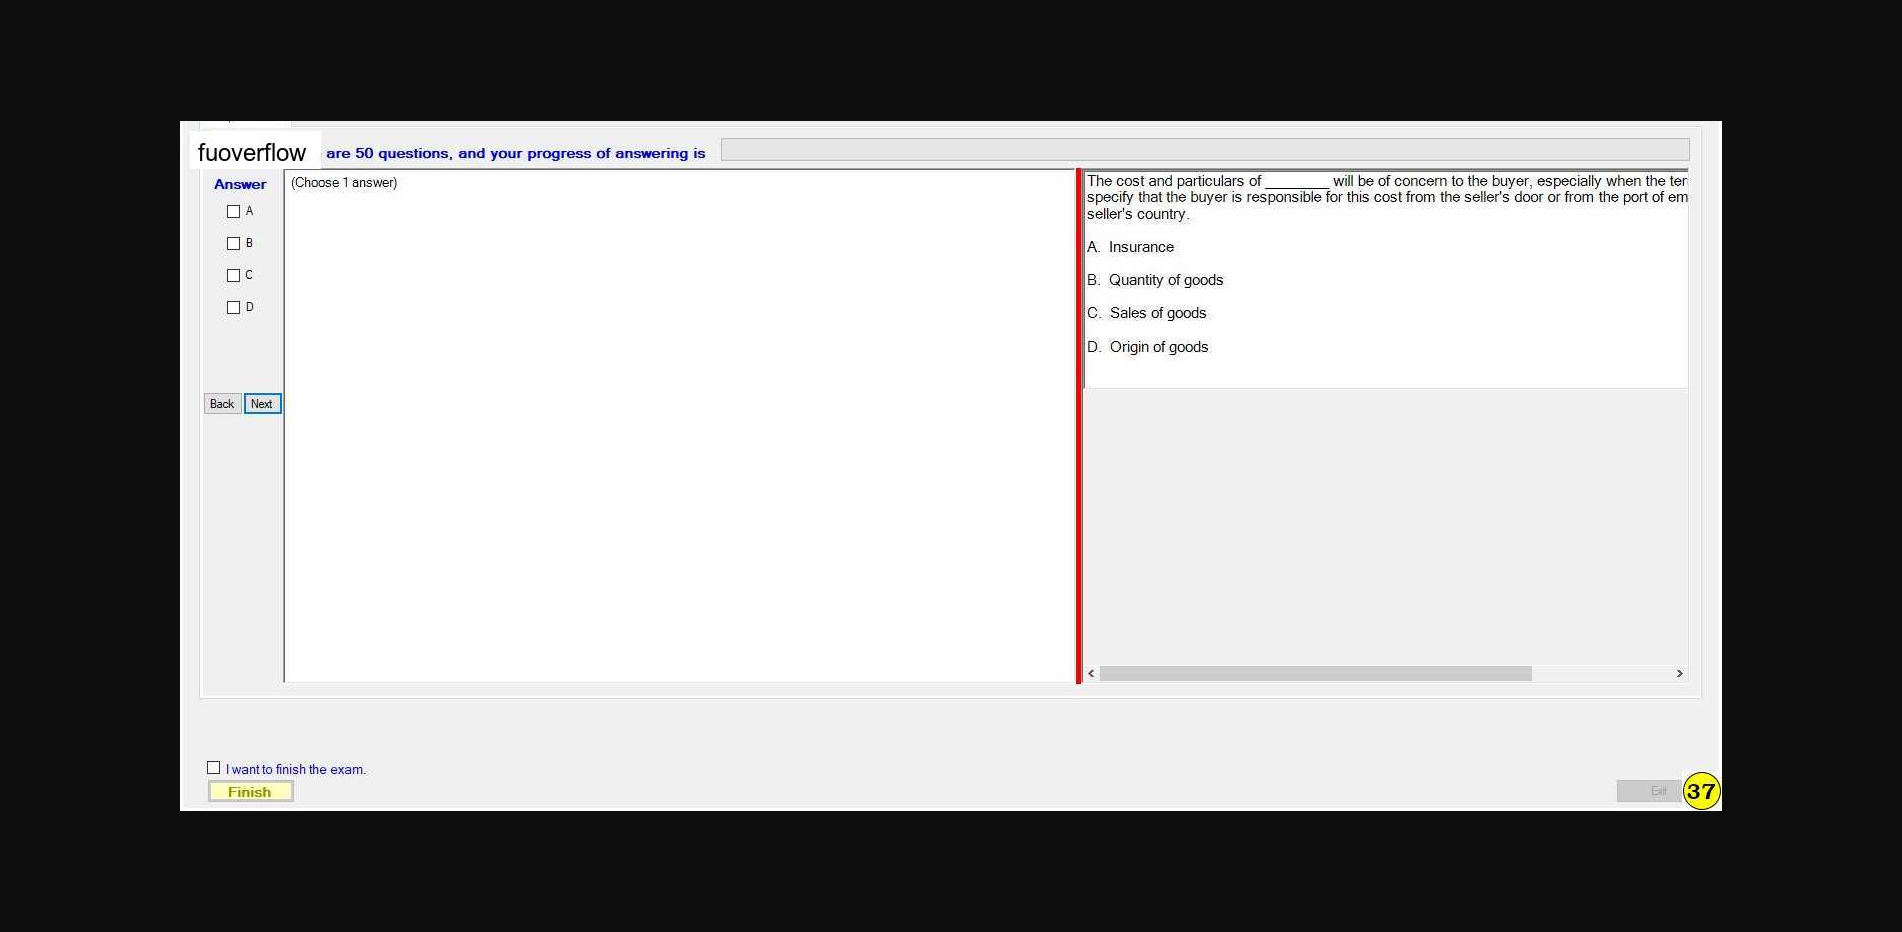 fuoverflow are 50 questions, and your progress of answering is
Answer
(Choose 1 answer)
A
B
C
D
Back Next
The cost and particulars of ________ will be of concern to the buyer, especially when the ter
specify that the buyer is responsible for this cost from the seller's door or from the port of em
seller's country.
A. Insurance
B. Quantity of goods
C. Sales of goods
D. Origin of goods
I want to finish the exam.
Finish
Exit
37